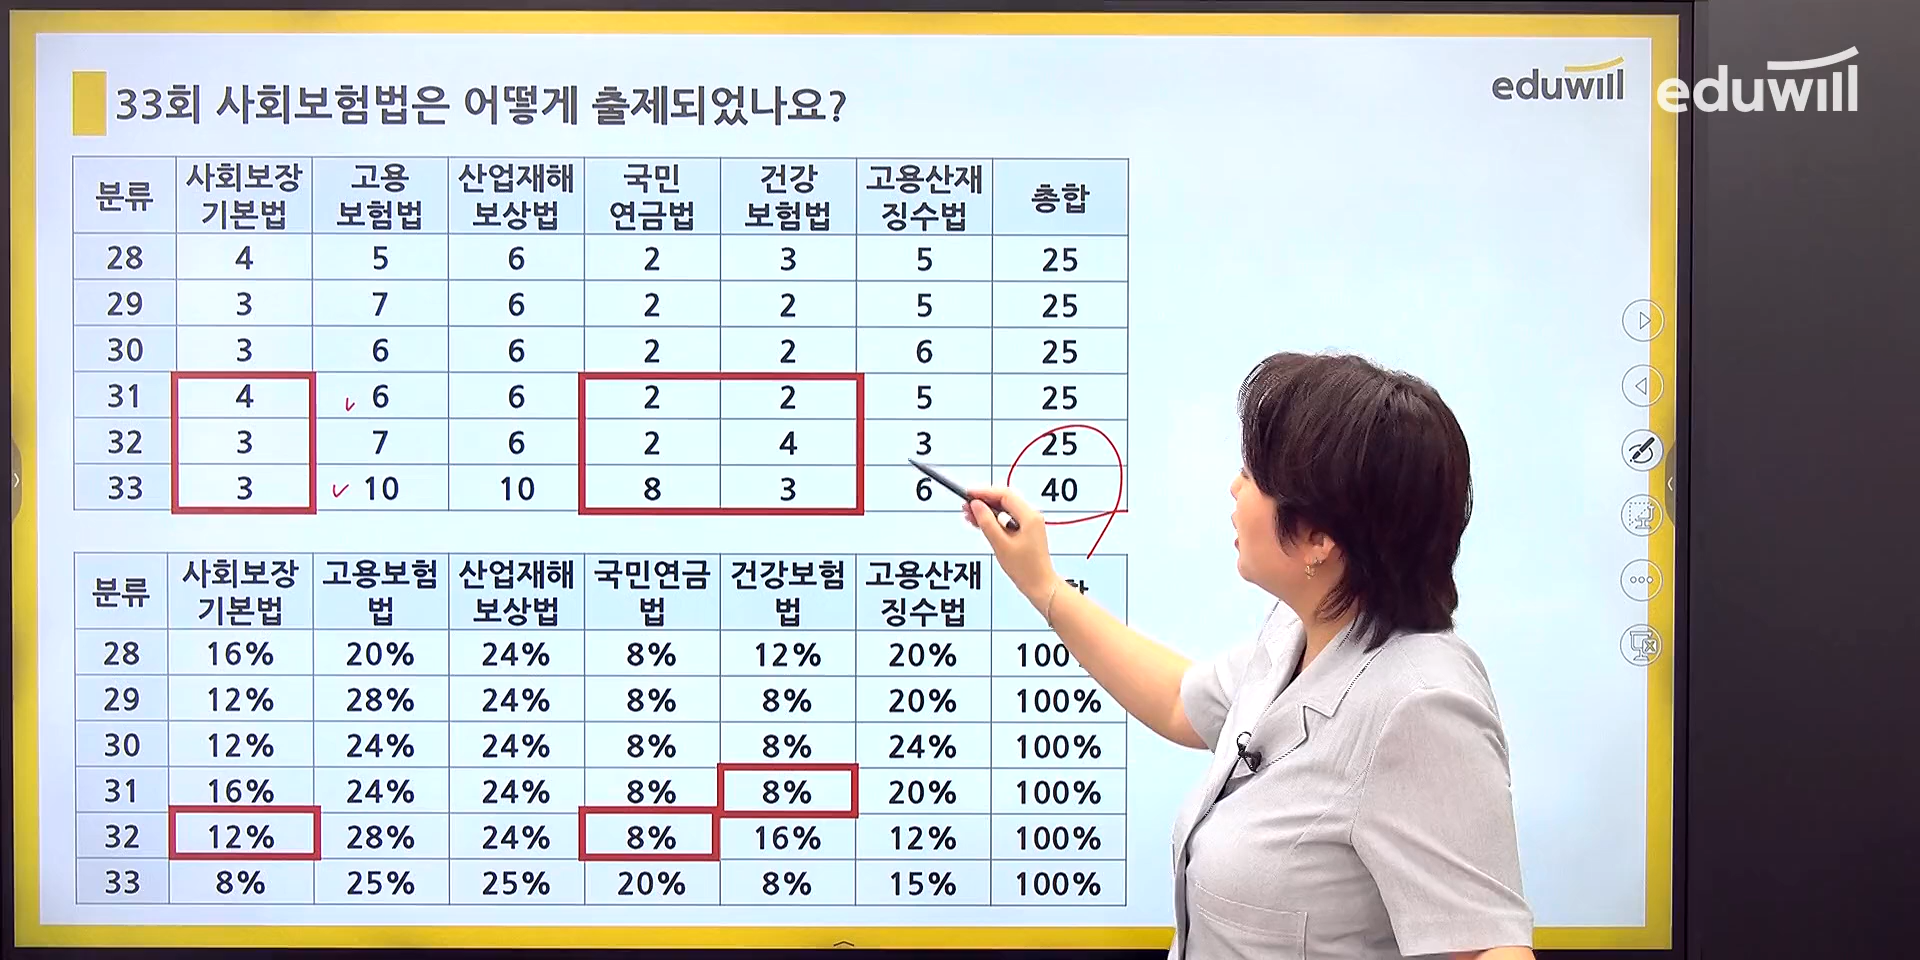 eduwill
eduwill
33회 사회보험법은 어떻게 출제되었나요?
분류 사회보장 기본법 고용 보험법 산업재해 보상법 국민 연금법 건강 보험법 고용산재 징수법 총합
28 4 5 6 2 3 5 25
29 3 7 6 2 2 5 25
30 3 6 6 2 2 6 25
31 4 6 6 2 2 5 25
32 3 7 6 2 4 3 25
33 3 10 10 8 3 6 40
분류 사회보장 기본법 고용보험 법 산업재해 보상법 국민연금 법 건강보험 법 고용산재 징수법
28 16% 20% 24% 8% 12% 20% 100
29 12% 28% 24% 8% 8% 20% 100%
30 12% 24% 24% 8% 8% 24% 100%
31 16% 24% 24% 8% 8% 20% 100%
32 12% 28% 24% 8% 16% 12% 100%
33 8% 25% 25% 20% 8% 15% 100%